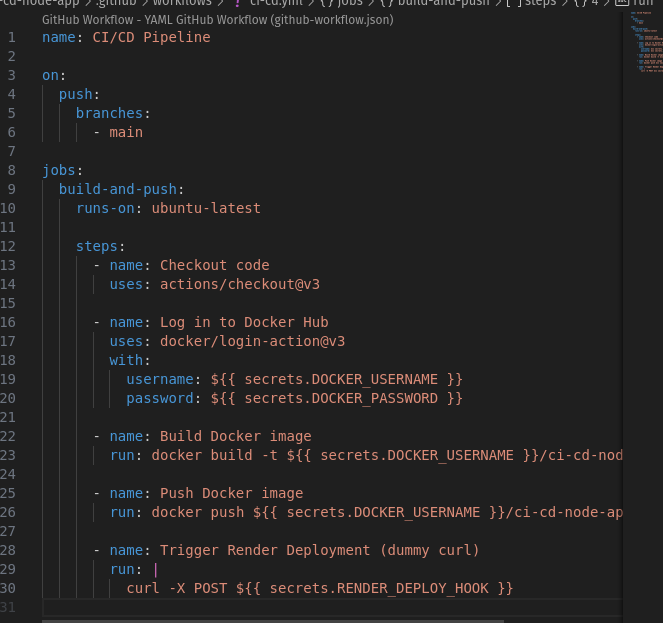 -cd-node-app > .github > workflows > ! ci-cd.yml > { } jobs > { } build-and-push > [ ] steps > { } 4 > run
GitHub Workflow - YAML GitHub Workflow (github-workflow.json)
1 name: CI/CD Pipeline
2
3 on:
4   push:
5     branches:
6       - main
7
8 jobs:
9   build-and-push:
10     runs-on: ubuntu-latest
11
12     steps:
13       - name: Checkout code
14         uses: actions/checkout@v3
15
16       - name: Log in to Docker Hub
17         uses: docker/login-action@v3
18         with:
19           username: ${{ secrets.DOCKER_USERNAME }}
20           password: ${{ secrets.DOCKER_PASSWORD }}
21
22       - name: Build Docker image
23         run: docker build -t ${{ secrets.DOCKER_USERNAME }}/ci-cd-nod
24
25       - name: Push Docker image
26         run: docker push ${{ secrets.DOCKER_USERNAME }}/ci-cd-node-ap
27
28       - name: Trigger Render Deployment (dummy curl)
29         run: |
30           curl -X POST ${{ secrets.RENDER_DEPLOY_HOOK }}
31